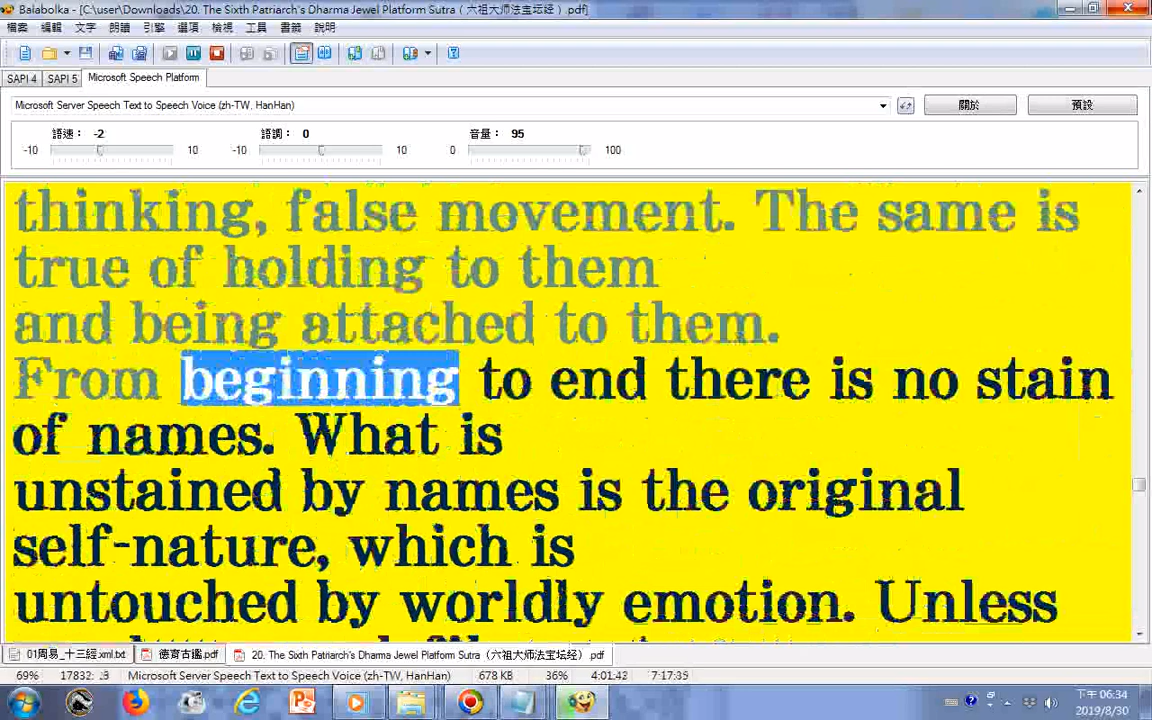 Balabolka - [C:\user\Downloads\20. The Sixth Patriarch's Dharma Jewel Platform Sutra（六祖大师法宝坛经）.pdf]
檔案 編輯 文字 朗讀 引擎 選項 檢視 工具 書籤 說明
SAPI 4 SAPI 5 Microsoft Speech Platform
Microsoft Server Speech Text to Speech Voice (zh-TW, HanHan) 關於 預設
語速： -2 語調： 0 音量： 95
-10 10 -10 10 0 100
thinking, false movement. The same is
true of holding to them
and being attached to them.
From beginning to end there is no stain
of names. What is
unstained by names is the original
self-nature, which is
untouched by worldly emotion. Unless
01周易_十三經.xml.txt 德育古鑑.pdf 20. The Sixth Patriarch's Dharma Jewel Platform Sutra（六祖大师法宝坛经）.pdf
69% 17832: Microsoft Server Speech Text to Speech Voice (zh-TW, HanHan) 678 KB 36% 4:01:42 7:17:35
下午 06:34
2019/8/30